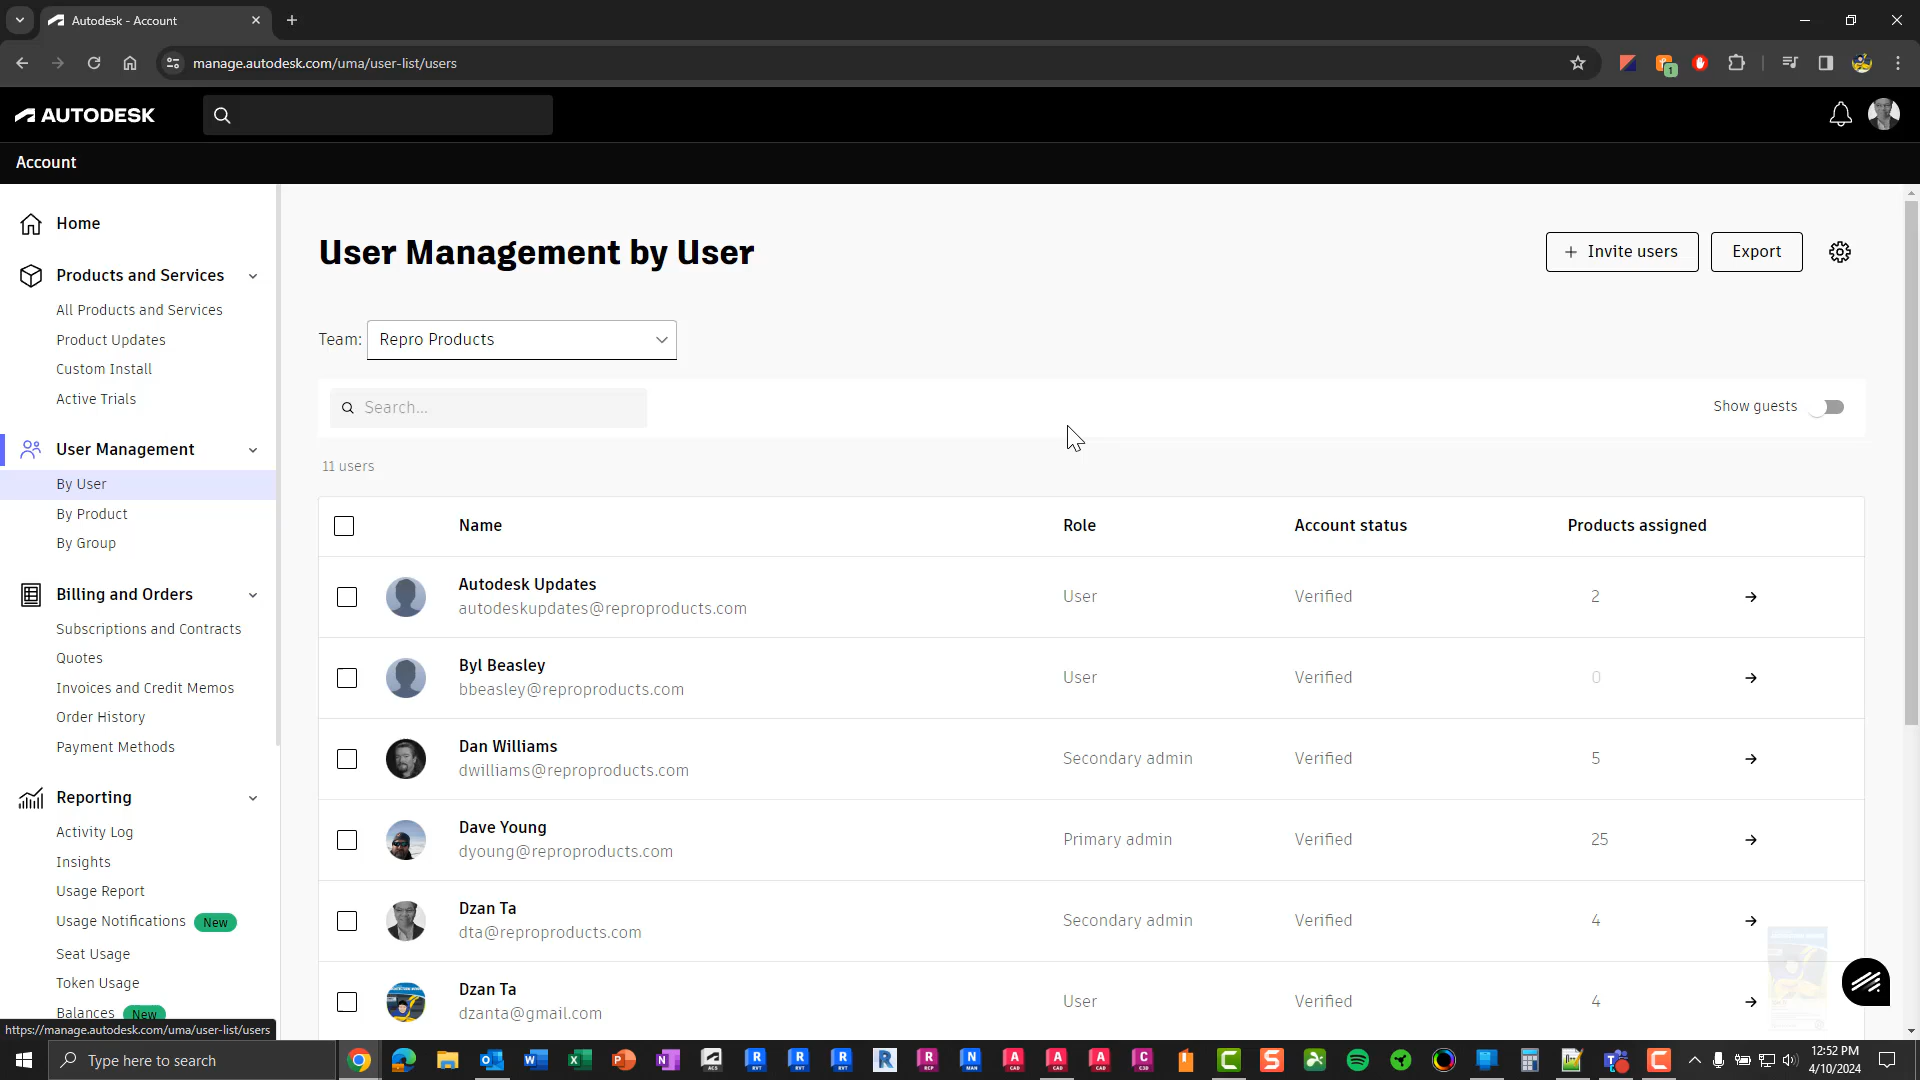 Autodesk - Account
manage.autodesk.com/uma/user-list/users
1
AUTODESK
Account
Home
Products and Services
All Products and Services
Product Updates
Custom Install
Active Trials
User Management
By User
By Product
By Group
Billing and Orders
Subscriptions and Contracts
Quotes
Invoices and Credit Memos
Order History
Payment Methods
Reporting
Activity Log
Insights
Usage Report
Usage Notifications New
Seat Usage
Token Usage
Balances New
https://manage.autodesk.com/uma/user-list/users
User Management by User
+ Invite users
Export
Team: Repro Products
Search...
Show guests
11 users
Name Role Account status Products assigned
Autodesk Updates
autodeskupdates@reproproducts.com
User Verified 2
Byl Beasley
bbeasley@reproproducts.com
User Verified 0
Dan Williams
dwilliams@reproproducts.com
Secondary admin Verified 5
Dave Young
dyoung@reproproducts.com
Primary admin Verified 25
Dzan Ta
dta@reproproducts.com
Secondary admin Verified 4
Dzan Ta
dzanta@gmail.com
User Verified 4
Type here to search
12:52 PM
4/10/2024